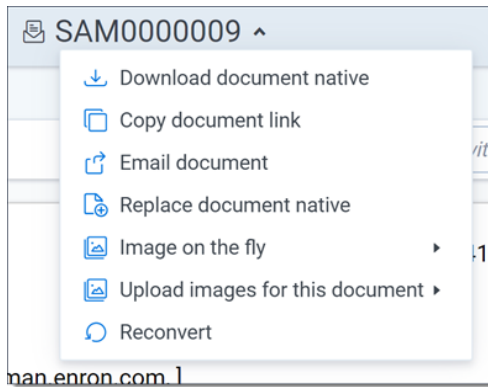 SAM0000009
Download document native
Copy document link
Email document
Replace document native
Image on the fly
Upload images for this document
Reconvert
man.enron.com, ]